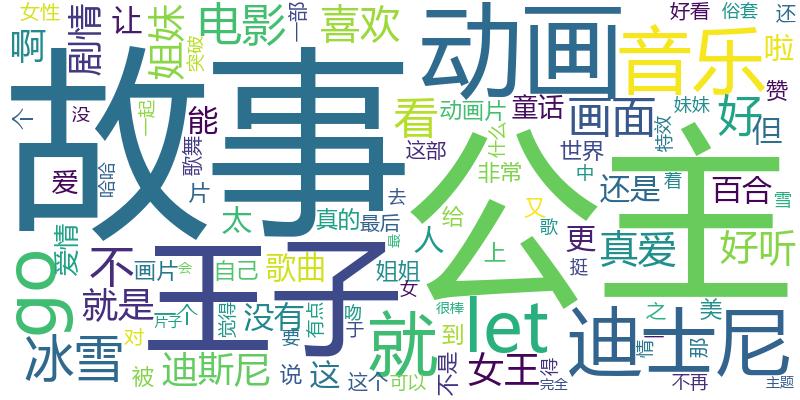 女性
啊
剧情
让
姐妹
突破
电影
一部
喜欢
动画
音乐
好看
俗套
还
啦
个
没
一起
能
歌舞
故事
看
动画片
什么
童话
画面
特效
妹妹
好
赞
但
这部
世界
爱
哈哈
片
非常
中
还是
着
百合
雪
去
太
真的
最后
给
又
歌
公主
爱情
不
画片
会
王子
自己
歌曲
最
姐姐
人
上
更
挺
真爱
好听
女
go
就是
一个
片子
对
觉得
没有
要
有点
吻
于
很棒
就
到
let
迪士尼
之
情
一
那
美
冰雪
被
迪斯尼
说
这
这个
可以
不是
女王
得
完全
不再
主题